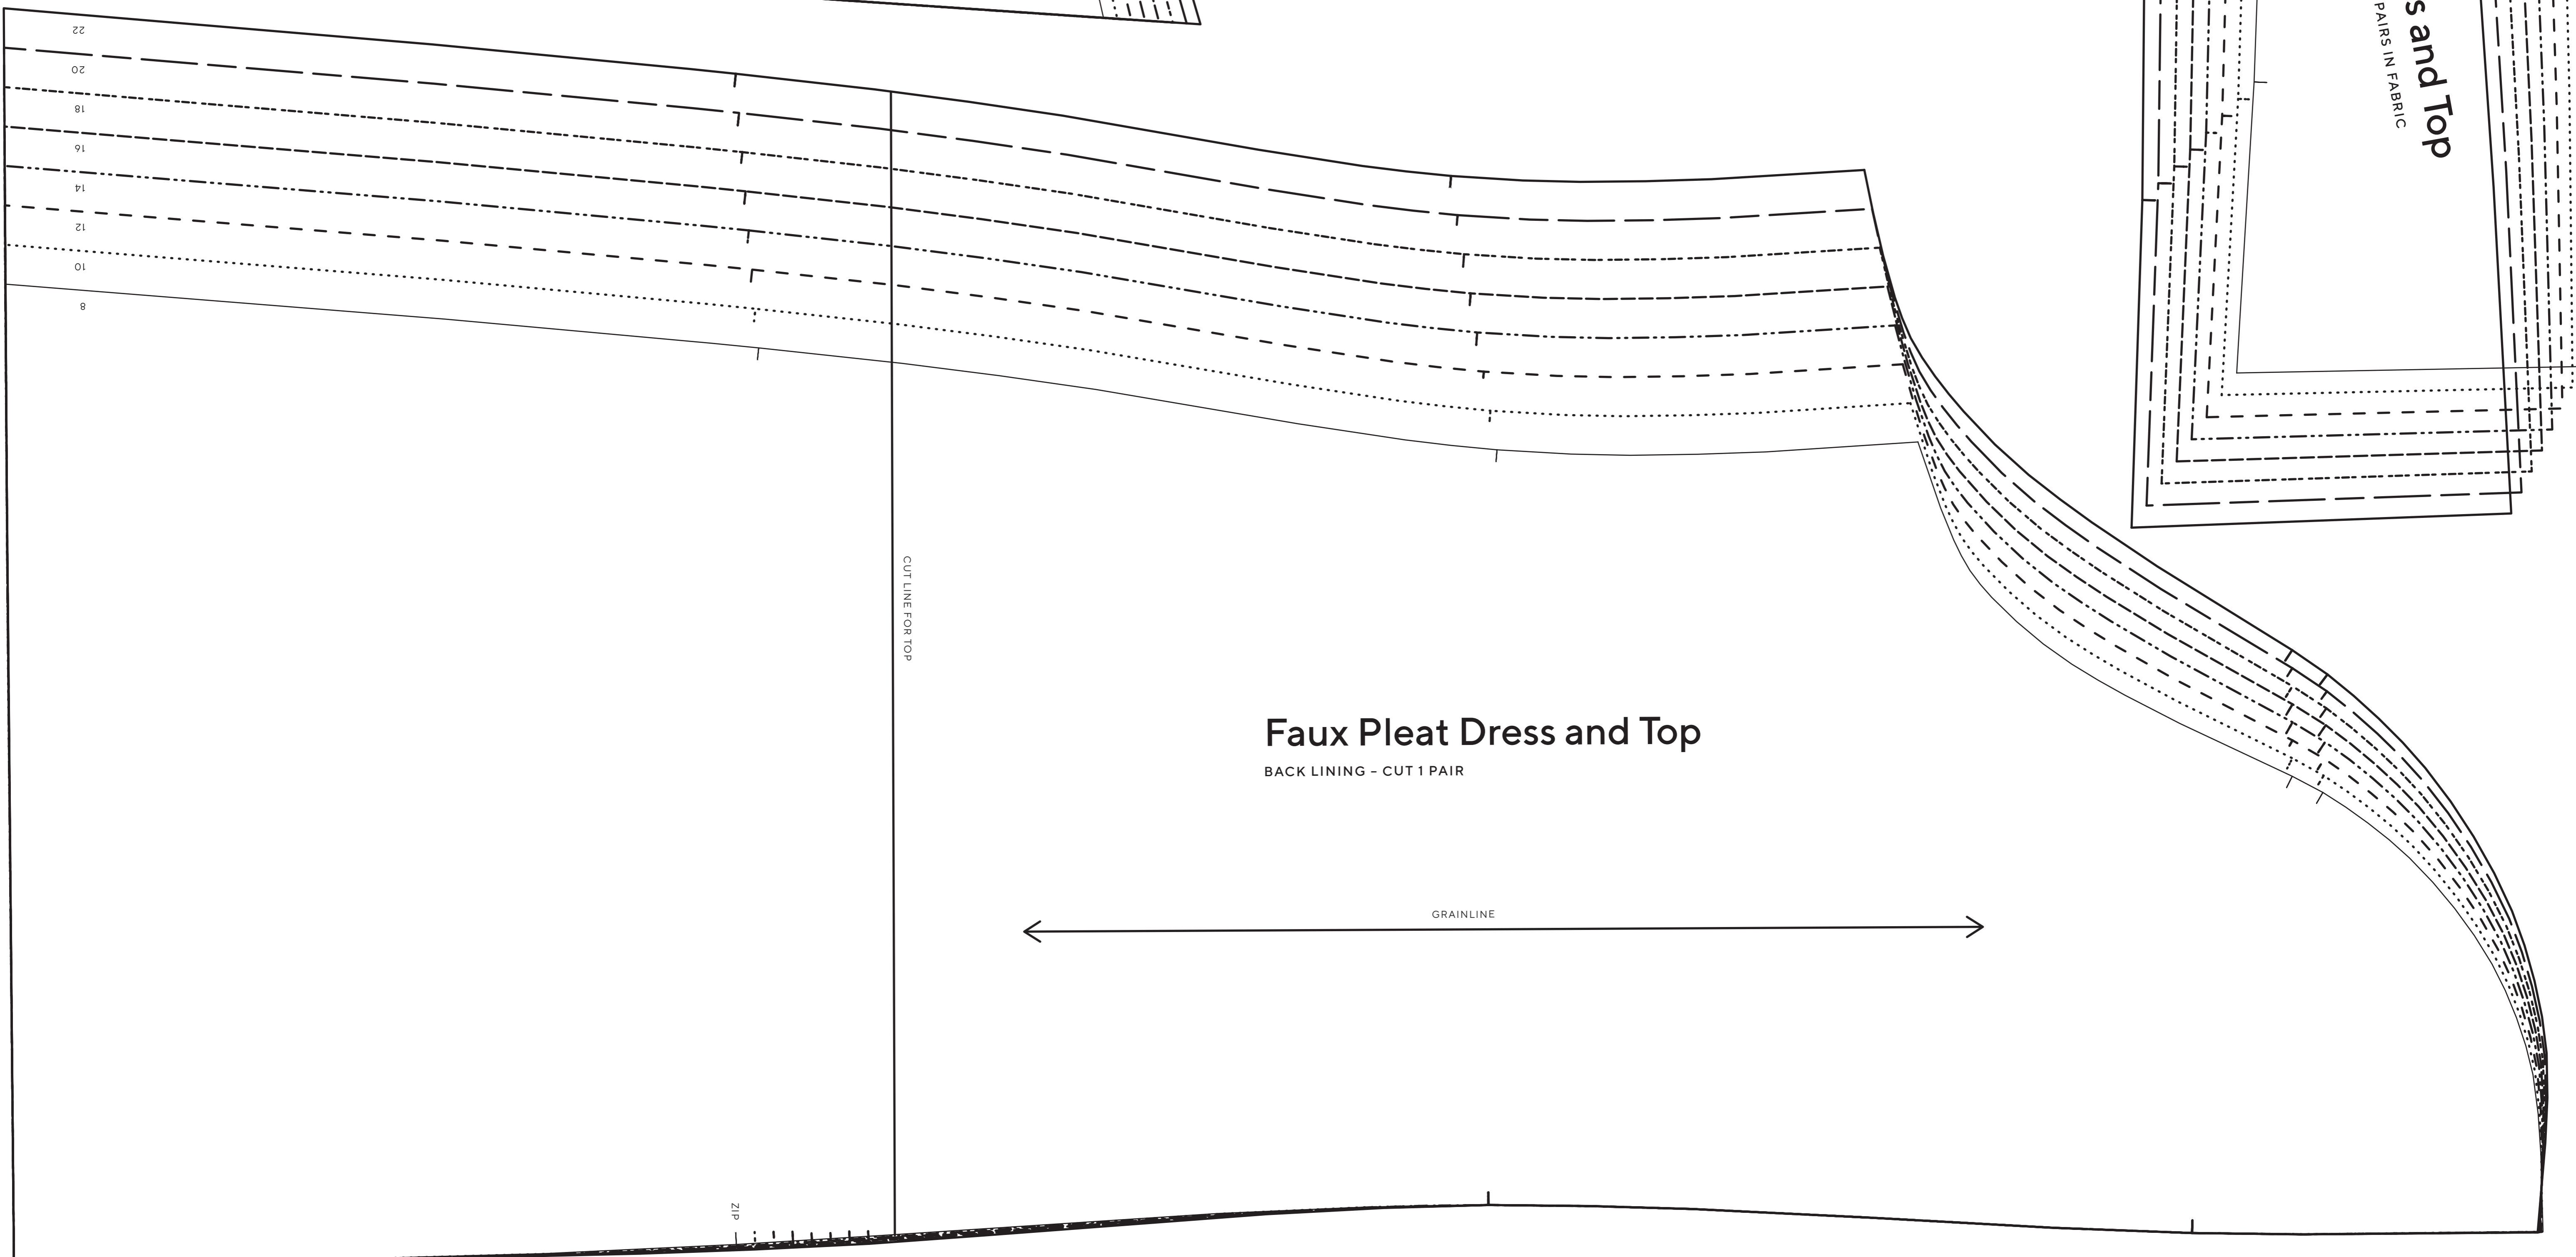 22
20
18
16
14
12
10
8
s and Top
PAIRS IN FABRIC
CUT LINE FOR TOP
Faux Pleat Dress and Top
BACK LINING – CUT 1 PAIR
GRAINLINE
ZIP